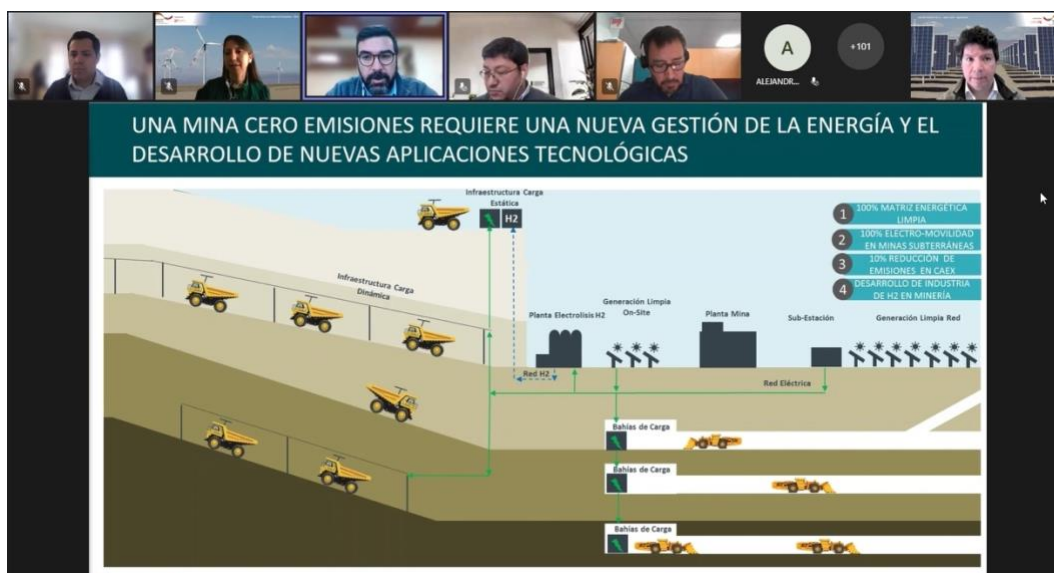 A
ALEJANDR...
+101
UNA MINA CERO EMISIONES REQUIERE UNA NUEVA GESTIÓN DE LA ENERGÍA Y EL
DESARROLLO DE NUEVAS APLICACIONES TECNOLÓGICAS
Infraestructura Carga
Estática
H2
1 100% MATRIZ ENERGÉTICA
LIMPIA
2 100% ELECTRO-MOVILIDAD
EN MINAS SUBTERRÁNEAS
3 10% REDUCCIÓN DE
EMISIONES EN CAEX
4 DESARROLLO DE INDUSTRIA
DE H2 EN MINERÍA
Infraestructura Carga
Dinámica
Planta Electrolisis H2
Generación Limpia
On-Site
Planta Mina
Sub-Estación
Generación Limpia Red
Red H2
Red Eléctrica
Bahías de Carga
Bahías de Carga
Bahías de Carga